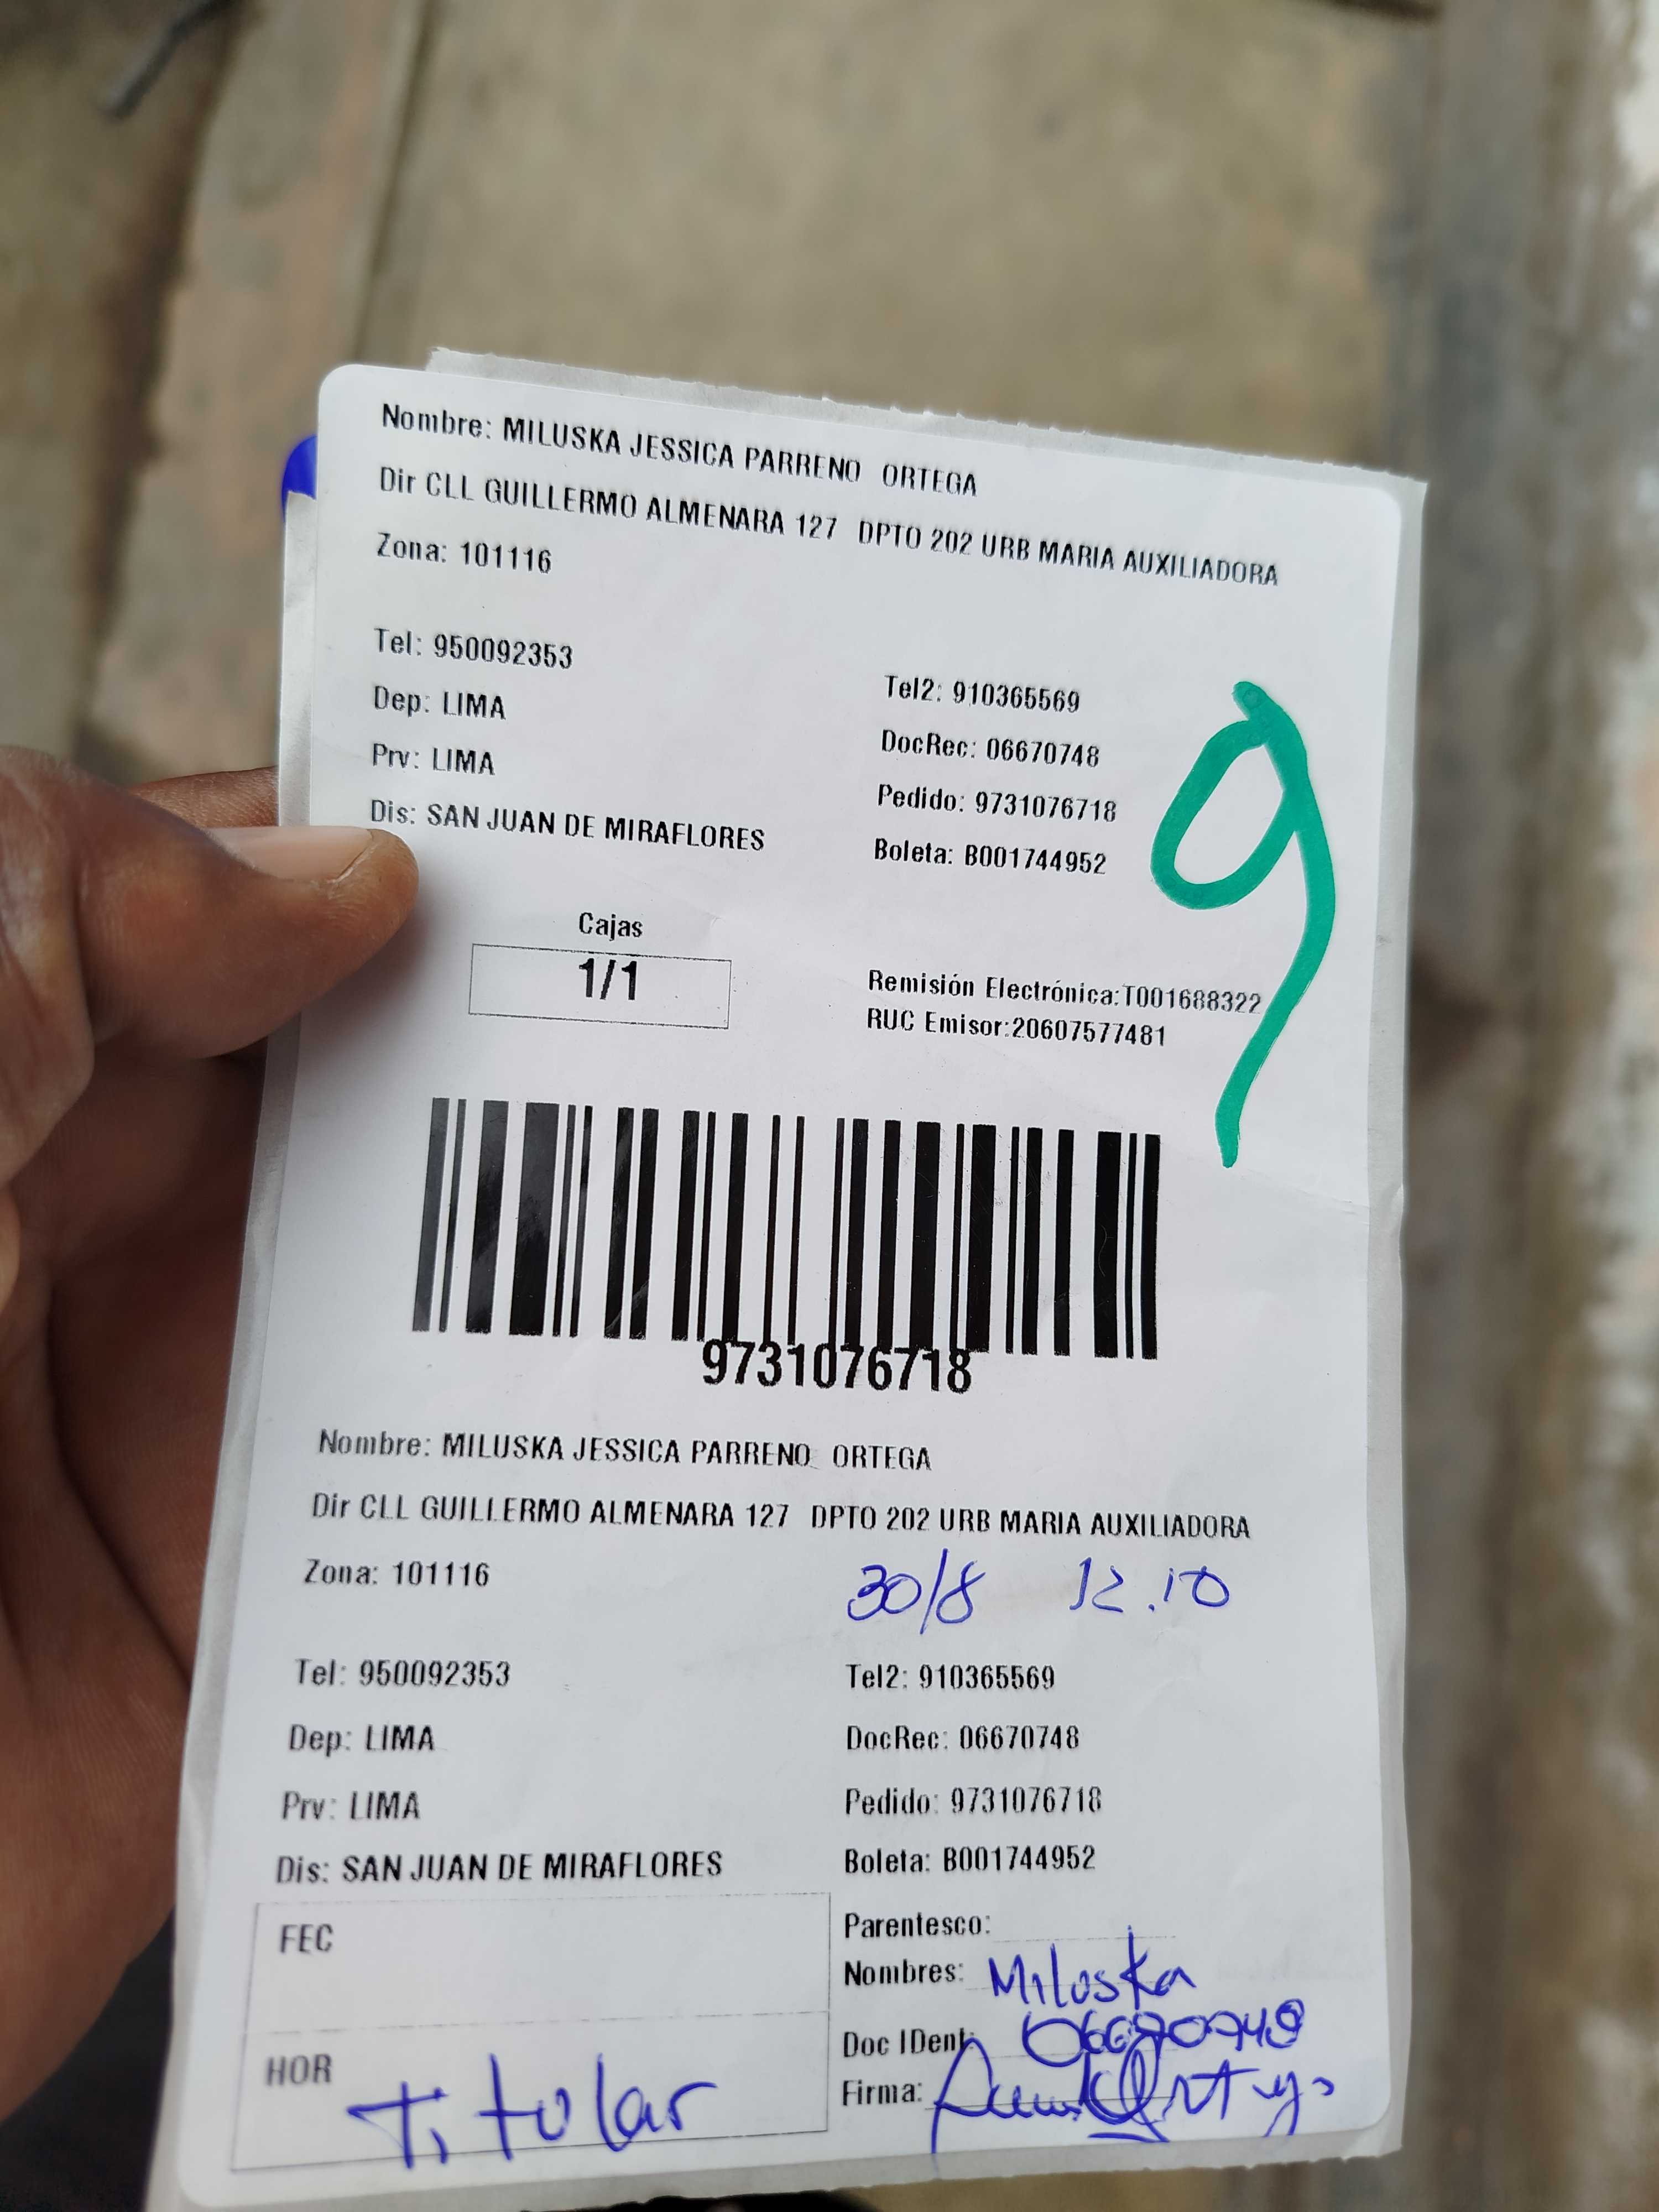 Nombre: MILUSKA JESSICA PARRENO ORTEGA
Dir CLL GUILLERMO ALMENARA 127 DPTO 202 URB MARIA AUXILIADORA
Zona: 101116
Tel: 950092353
Tel2: 910365569
Dep: LIMA
DocRec: 06670748
Prv: LIMA
Pedido: 9731076718
Dis: SAN JUAN DE MIRAFLORES
Boleta: B001744952
9
Cajas
1/1
Remisión Electrónica:T001688322
RUC Emisor:20607577481
9731076718
Nombre: MILUSKA JESSICA PARRENO ORTEGA
Dir CLL GUILLERMO ALMENARA 127 DPTO 202 URB MARIA AUXILIADORA
Zona: 101116
30/8 12.10
Tel: 950092353
Tel2: 910365569
Dep: LIMA
DocRec: 06670748
Prv: LIMA
Pedido: 9731076718
Dis: SAN JUAN DE MIRAFLORES
Boleta: B001744952
FEC
HOR
Titular
Parentesco:
Nombres: Miluska
Doc IDent: 06670748
Firma: